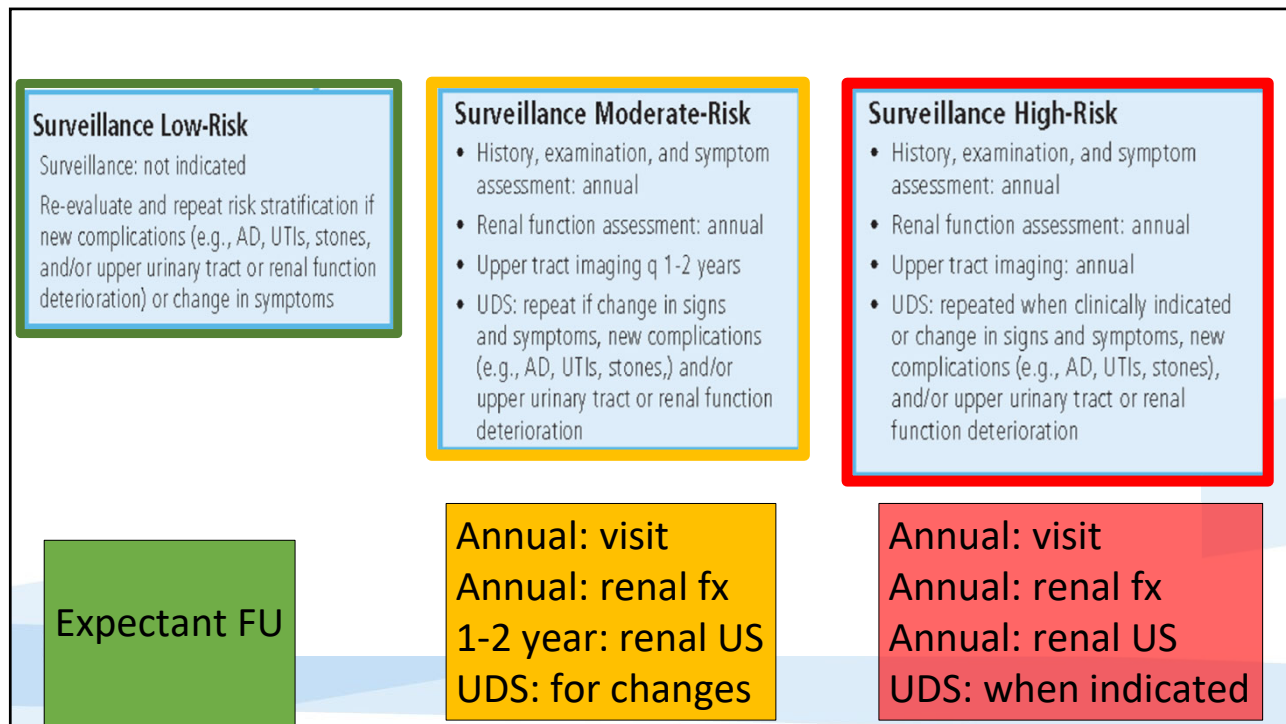 Surveillance Low-Risk
Surveillance: not indicated
Re-evaluate and repeat risk stratification if
new complications (e.g., AD, UTIs, stones,
and/or upper urinary tract or renal function
deterioration) or change in symptoms
Surveillance Moderate-Risk
• History, examination, and symptom
assessment: annual
• Renal function assessment: annual
• Upper tract imaging q 1-2 years
• UDS: repeat if change in signs
and symptoms, new complications
(e.g., AD, UTIs, stones,) and/or
upper urinary tract or renal function
deterioration
Surveillance High-Risk
• History, examination, and symptom
assessment: annual
• Renal function assessment: annual
• Upper tract imaging: annual
• UDS: repeated when clinically indicated
or change in signs and symptoms, new
complications (e.g., AD, UTIs, stones),
and/or upper urinary tract or renal
function deterioration
Expectant FU
Annual: visit
Annual: renal fx
1-2 year: renal US
UDS: for changes
Annual: visit
Annual: renal fx
Annual: renal US
UDS: when indicated